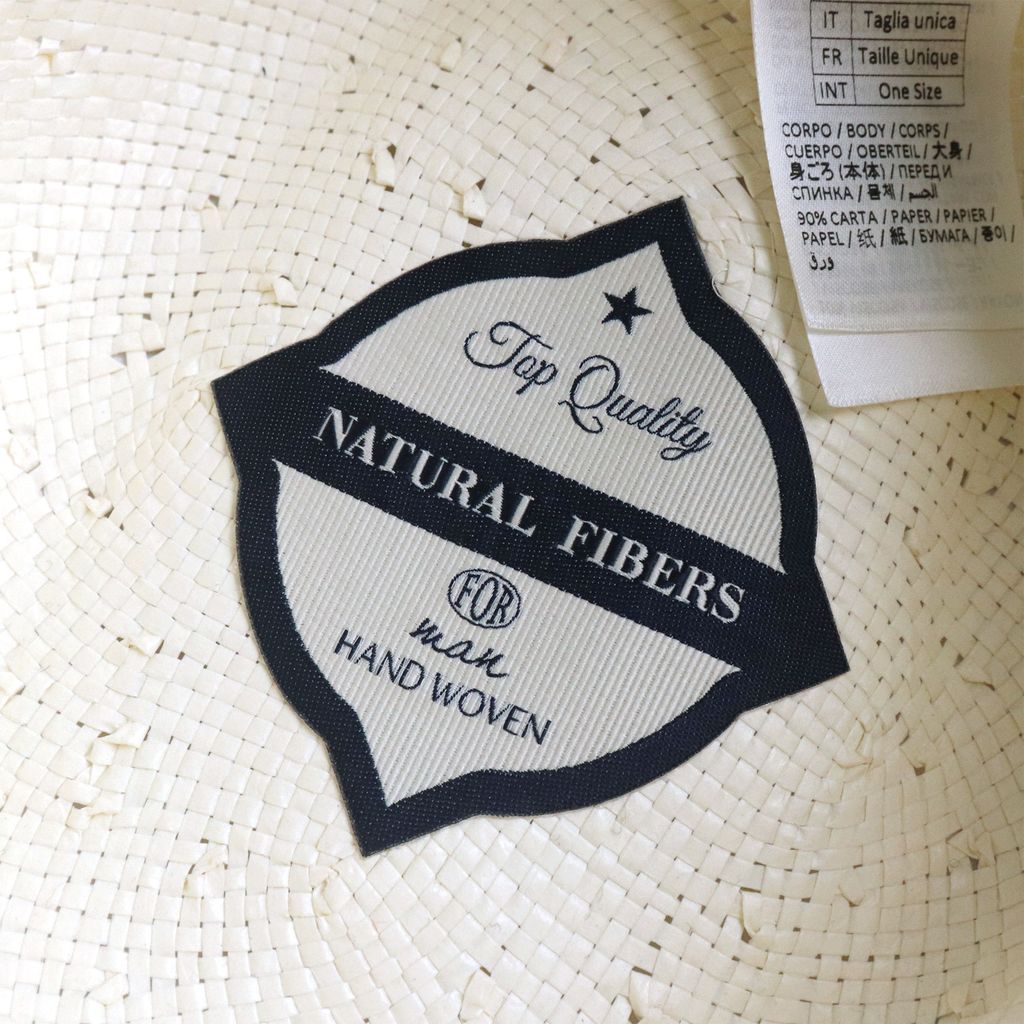 Top Quality
NATURAL FIBERS
FOR
man
HAND WOVEN
IT Taglia unica
FR Taille Unique
INT One Size
CORPO / BODY / CORPS /
CUERPO / OBERTEIL / 大身 /
身ごろ (本体) / ПЕРЕД И
СПИНКА / 몸체 / الجسم
90% CARTA / PAPER / PAPIER /
PAPEL / 纸 / 紙 / БУМАГА / 종이 /
ورق